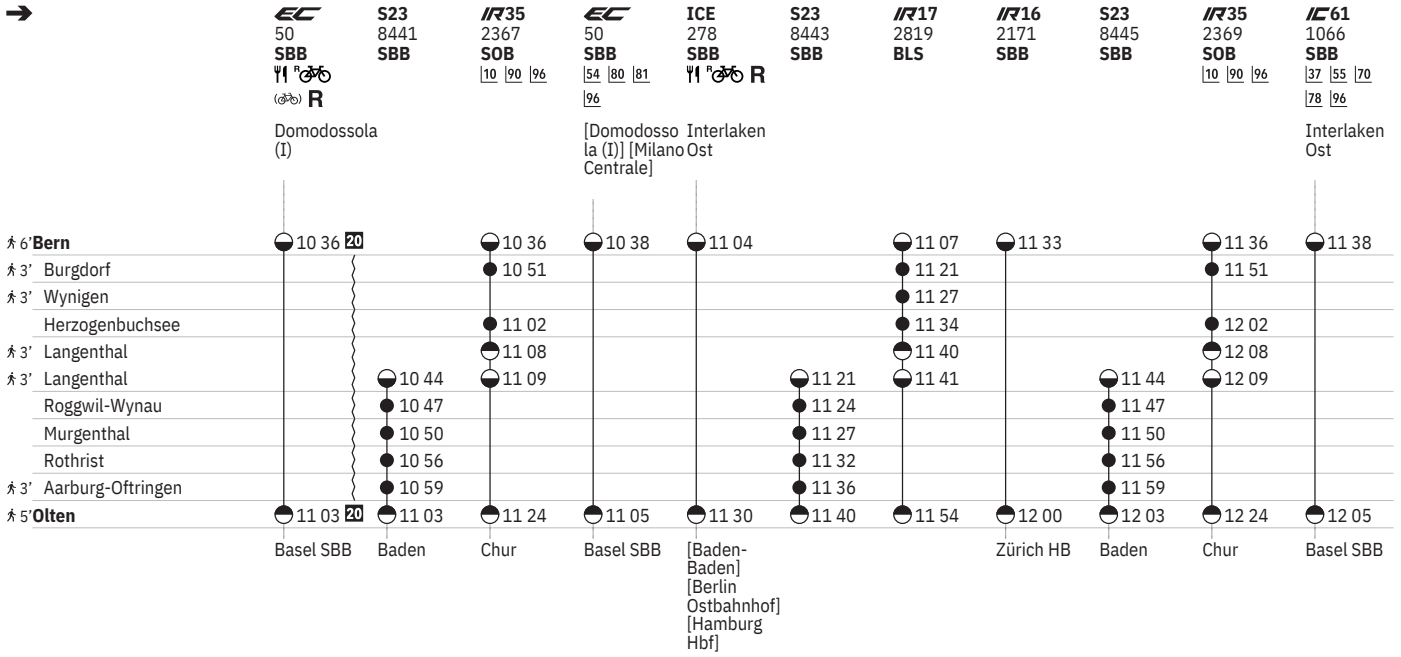 EC S23 IR35 EC ICE S23 IR17 IR16 S23 IR35 IC61
50 8441 2367 50 278 8443 2819 2171 8445 2369 1066
SBB SBB SOB SBB SBB SBB BLS SBB SBB SOB SBB
R 10 90 96 54 80 81 R R 10 90 96 37 55 70
R 96 78 96
Domodossola [Domodosso Interlaken Interlaken
(I) la (I)] [Milano Ost Ost
Centrale]
6' Bern 10 36 20 10 36 10 38 11 04 11 07 11 33 11 36 11 38
3' Burgdorf 10 51 11 21 11 51
3' Wynigen 11 27
Herzogenbuchsee 11 02 11 34 12 02
3' Langenthal 11 08 11 40 12 08
3' Langenthal 10 44 11 09 11 21 11 41 11 44 12 09
Roggwil-Wynau 10 47 11 24 11 47
Murgenthal 10 50 11 27 11 50
Rothrist 10 56 11 32 11 56
3' Aarburg-Oftringen 10 59 11 36 11 59
5' Olten 11 03 20 11 03 11 24 11 05 11 30 11 40 11 54 12 00 12 03 12 24 12 05
Basel SBB Baden Chur Basel SBB [Baden- Zürich HB Baden Chur Basel SBB
Baden]
[Berlin
Ostbahnhof]
[Hamburg
Hbf]